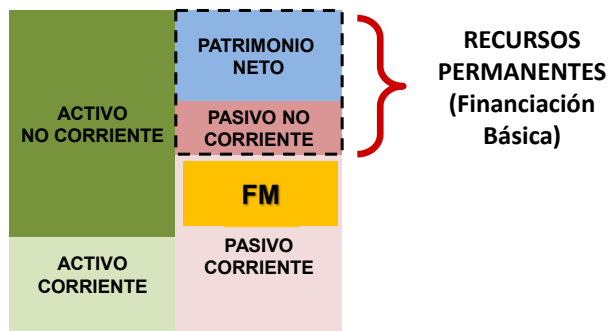 PATRIMONIO
NETO
RECURSOS
PERMANENTES
(Financiación
Básica)
ACTIVO
NO CORRIENTE
PASIVO NO
CORRIENTE
FM
ACTIVO
CORRIENTE
PASIVO
CORRIENTE